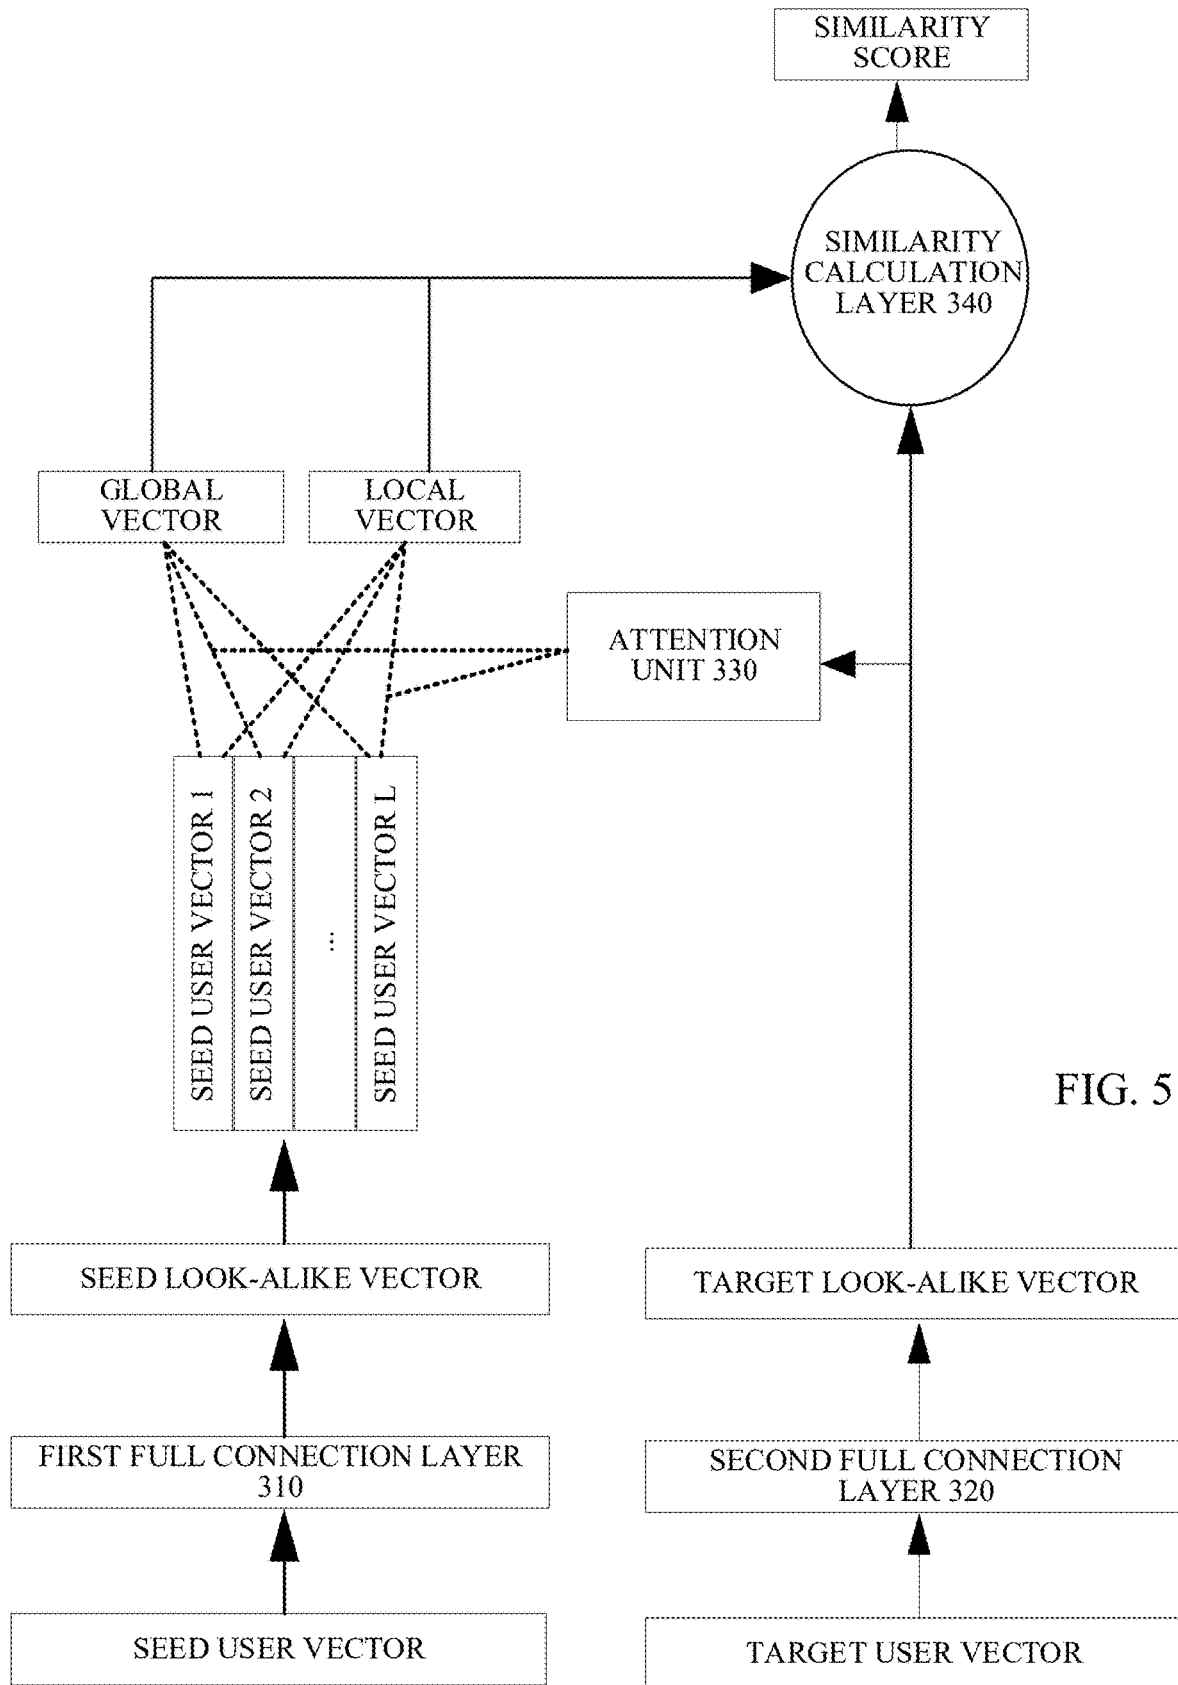 SIMILARITY
SCORE
SIMILARITY
CALCULATION
LAYER 340
GLOBAL
VECTOR
LOCAL
VECTOR
ATTENTION
UNIT 330
SEED USER VECTOR 1
SEED USER VECTOR 2
...
SEED USER VECTOR L
FIG. 5
SEED LOOK-ALIKE VECTOR
TARGET LOOK-ALIKE VECTOR
FIRST FULL CONNECTION LAYER
310
SECOND FULL CONNECTION
LAYER 320
SEED USER VECTOR
TARGET USER VECTOR